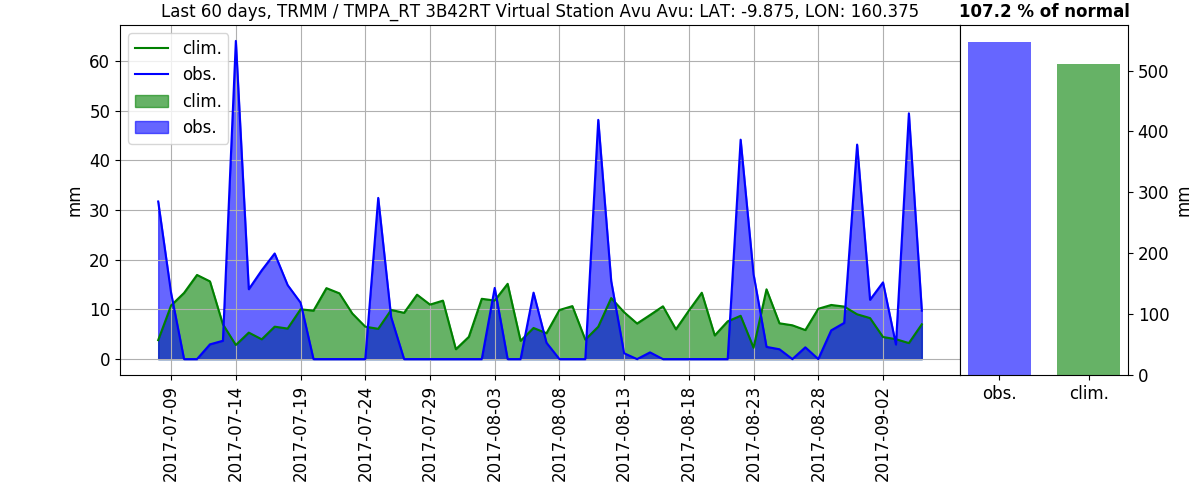 Last 60 days, TRMM / TMPA_RT 3B42RT Virtual Station Avu Avu: LAT: -9.875, LON: 160.375
107.2 % of normal
clim.
obs.
clim.
obs.
60
50
40
30
20
10
0
mm
2017-07-09
2017-07-14
2017-07-19
2017-07-24
2017-07-29
2017-08-03
2017-08-08
2017-08-13
2017-08-18
2017-08-23
2017-08-28
2017-09-02
500
400
300
200
100
0
mm
obs.
clim.